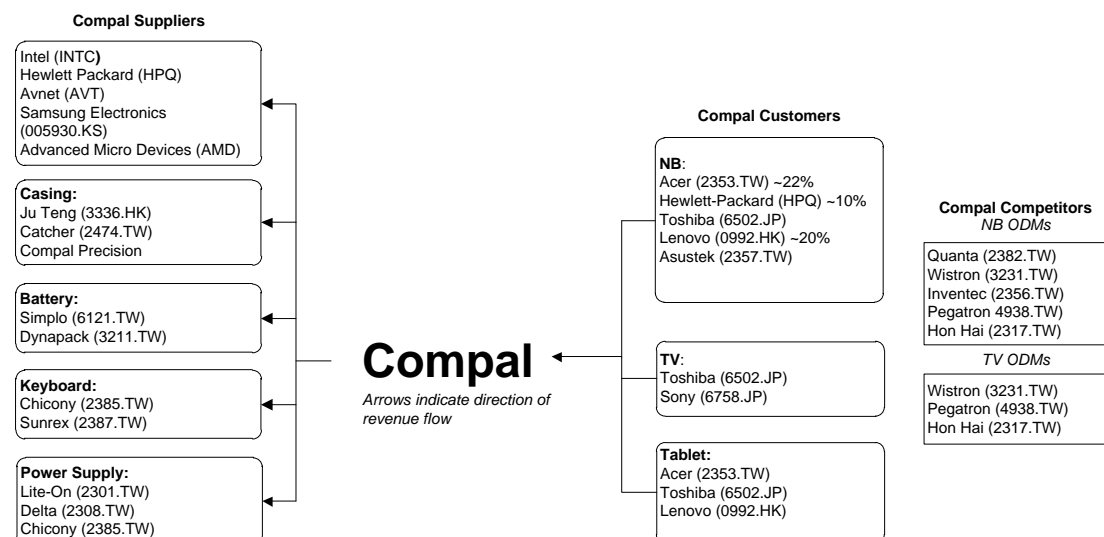 Compal Suppliers
Intel (INTC)
Hewlett Packard (HPQ)
Avnet (AVT)
Samsung Electronics
(005930.KS)
Advanced Micro Devices (AMD)
Casing:
Ju Teng (3336.HK)
Catcher (2474.TW)
Compal Precision
Battery:
Simplo (6121.TW)
Dynapack (3211.TW)
Keyboard:
Chicony (2385.TW)
Sunrex (2387.TW)
Power Supply:
Lite-On (2301.TW)
Delta (2308.TW)
Chicony (2385.TW)
Compal
Arrows indicate direction of
revenue flow
Compal Customers
NB:
Acer (2353.TW) ~22%
Hewlett-Packard (HPQ) ~10%
Toshiba (6502.JP)
Lenovo (0992.HK) ~20%
Asustek (2357.TW)
TV:
Toshiba (6502.JP)
Sony (6758.JP)
Tablet:
Acer (2353.TW)
Toshiba (6502.JP)
Lenovo (0992.HK)
Compal Competitors
NB ODMs
Quanta (2382.TW)
Wistron (3231.TW)
Inventec (2356.TW)
Pegatron 4938.TW)
Hon Hai (2317.TW)
TV ODMs
Wistron (3231.TW)
Pegatron (4938.TW)
Hon Hai (2317.TW)